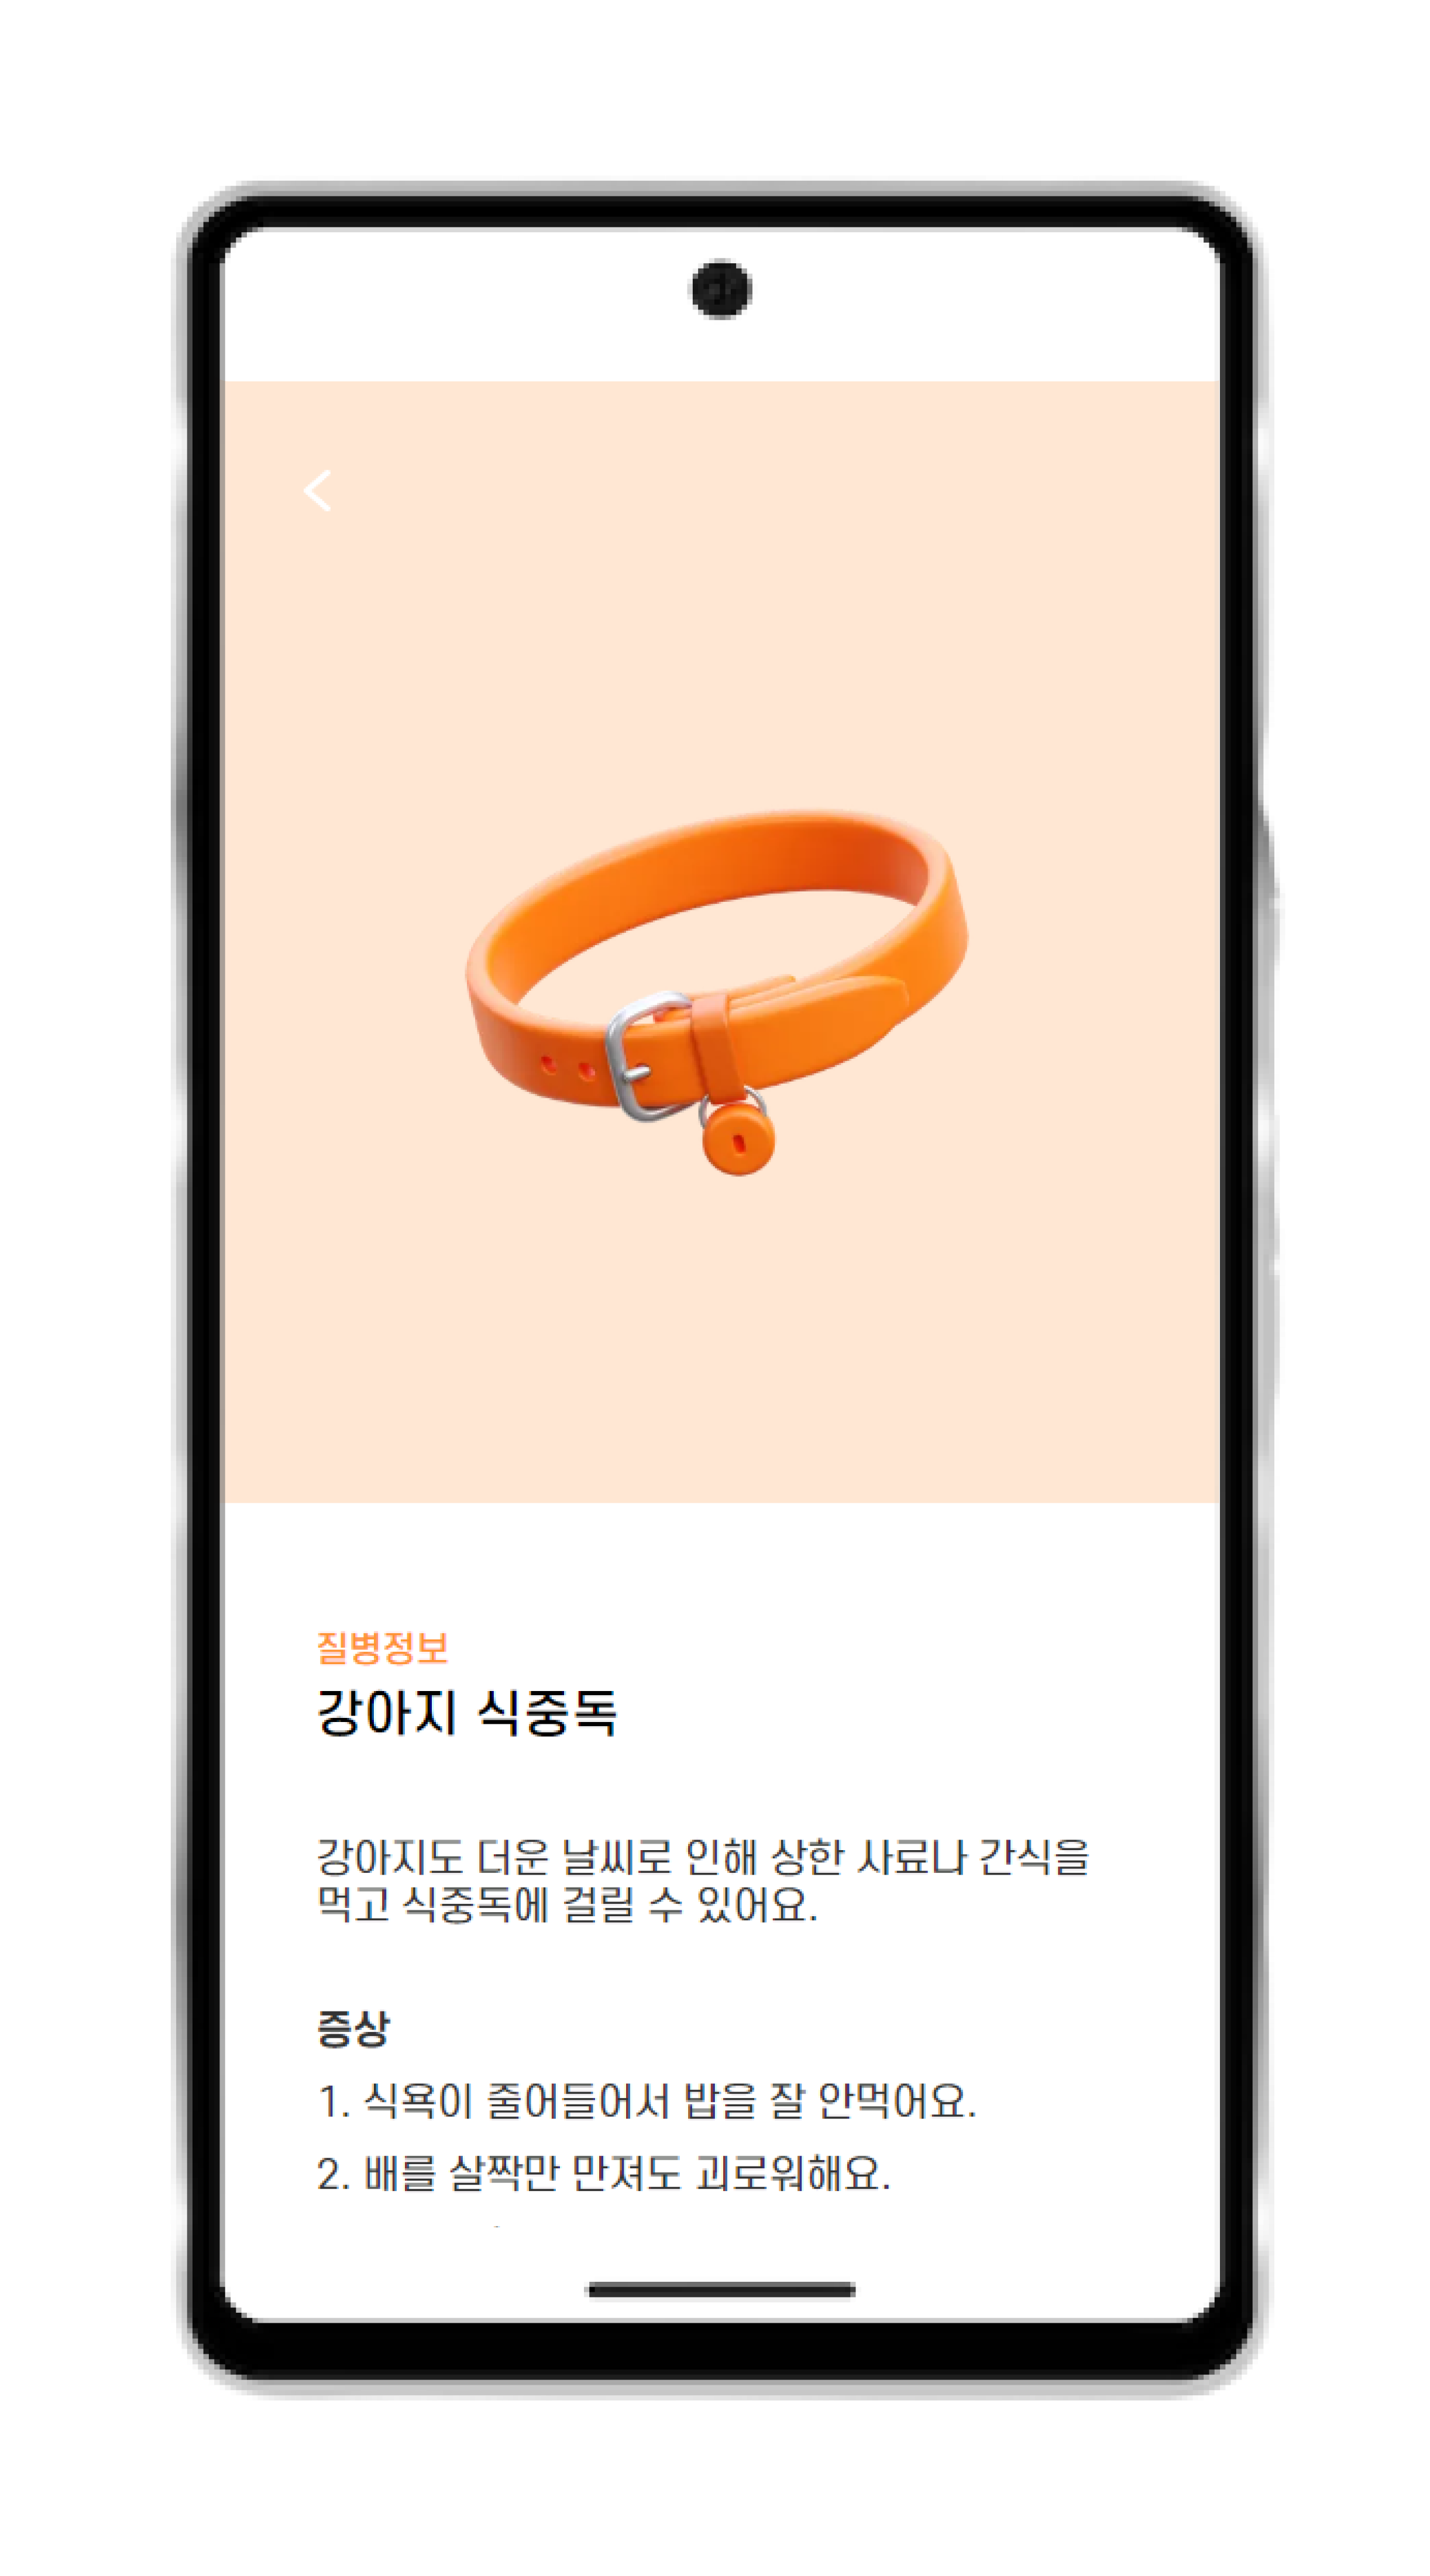 질병정보
강아지 식중독
강아지도 더운 날씨로 인해 상한 사료나 간식을
먹고 식중독에 걸릴 수 있어요.
증상
1. 식욕이 줄어들어서 밥을 잘 안먹어요.
2. 배를 살짝만 만져도 괴로워해요.